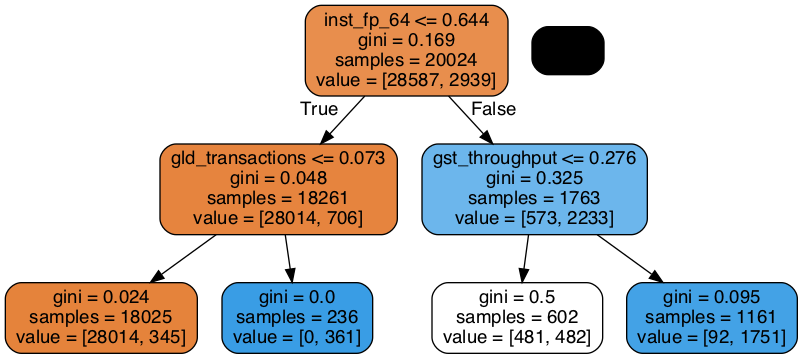 inst_fp_64 <= 0.644
gini = 0.169
samples = 20024
value = [28587, 2939]
True
False
gld_transactions <= 0.073
gini = 0.048
samples = 18261
value = [28014, 706]
gst_throughput <= 0.276
gini = 0.325
samples = 1763
value = [573, 2233]
gini = 0.024
samples = 18025
value = [28014, 345]
gini = 0.0
samples = 236
value = [0, 361]
gini = 0.5
samples = 602
value = [481, 482]
gini = 0.095
samples = 1161
value = [92, 1751]